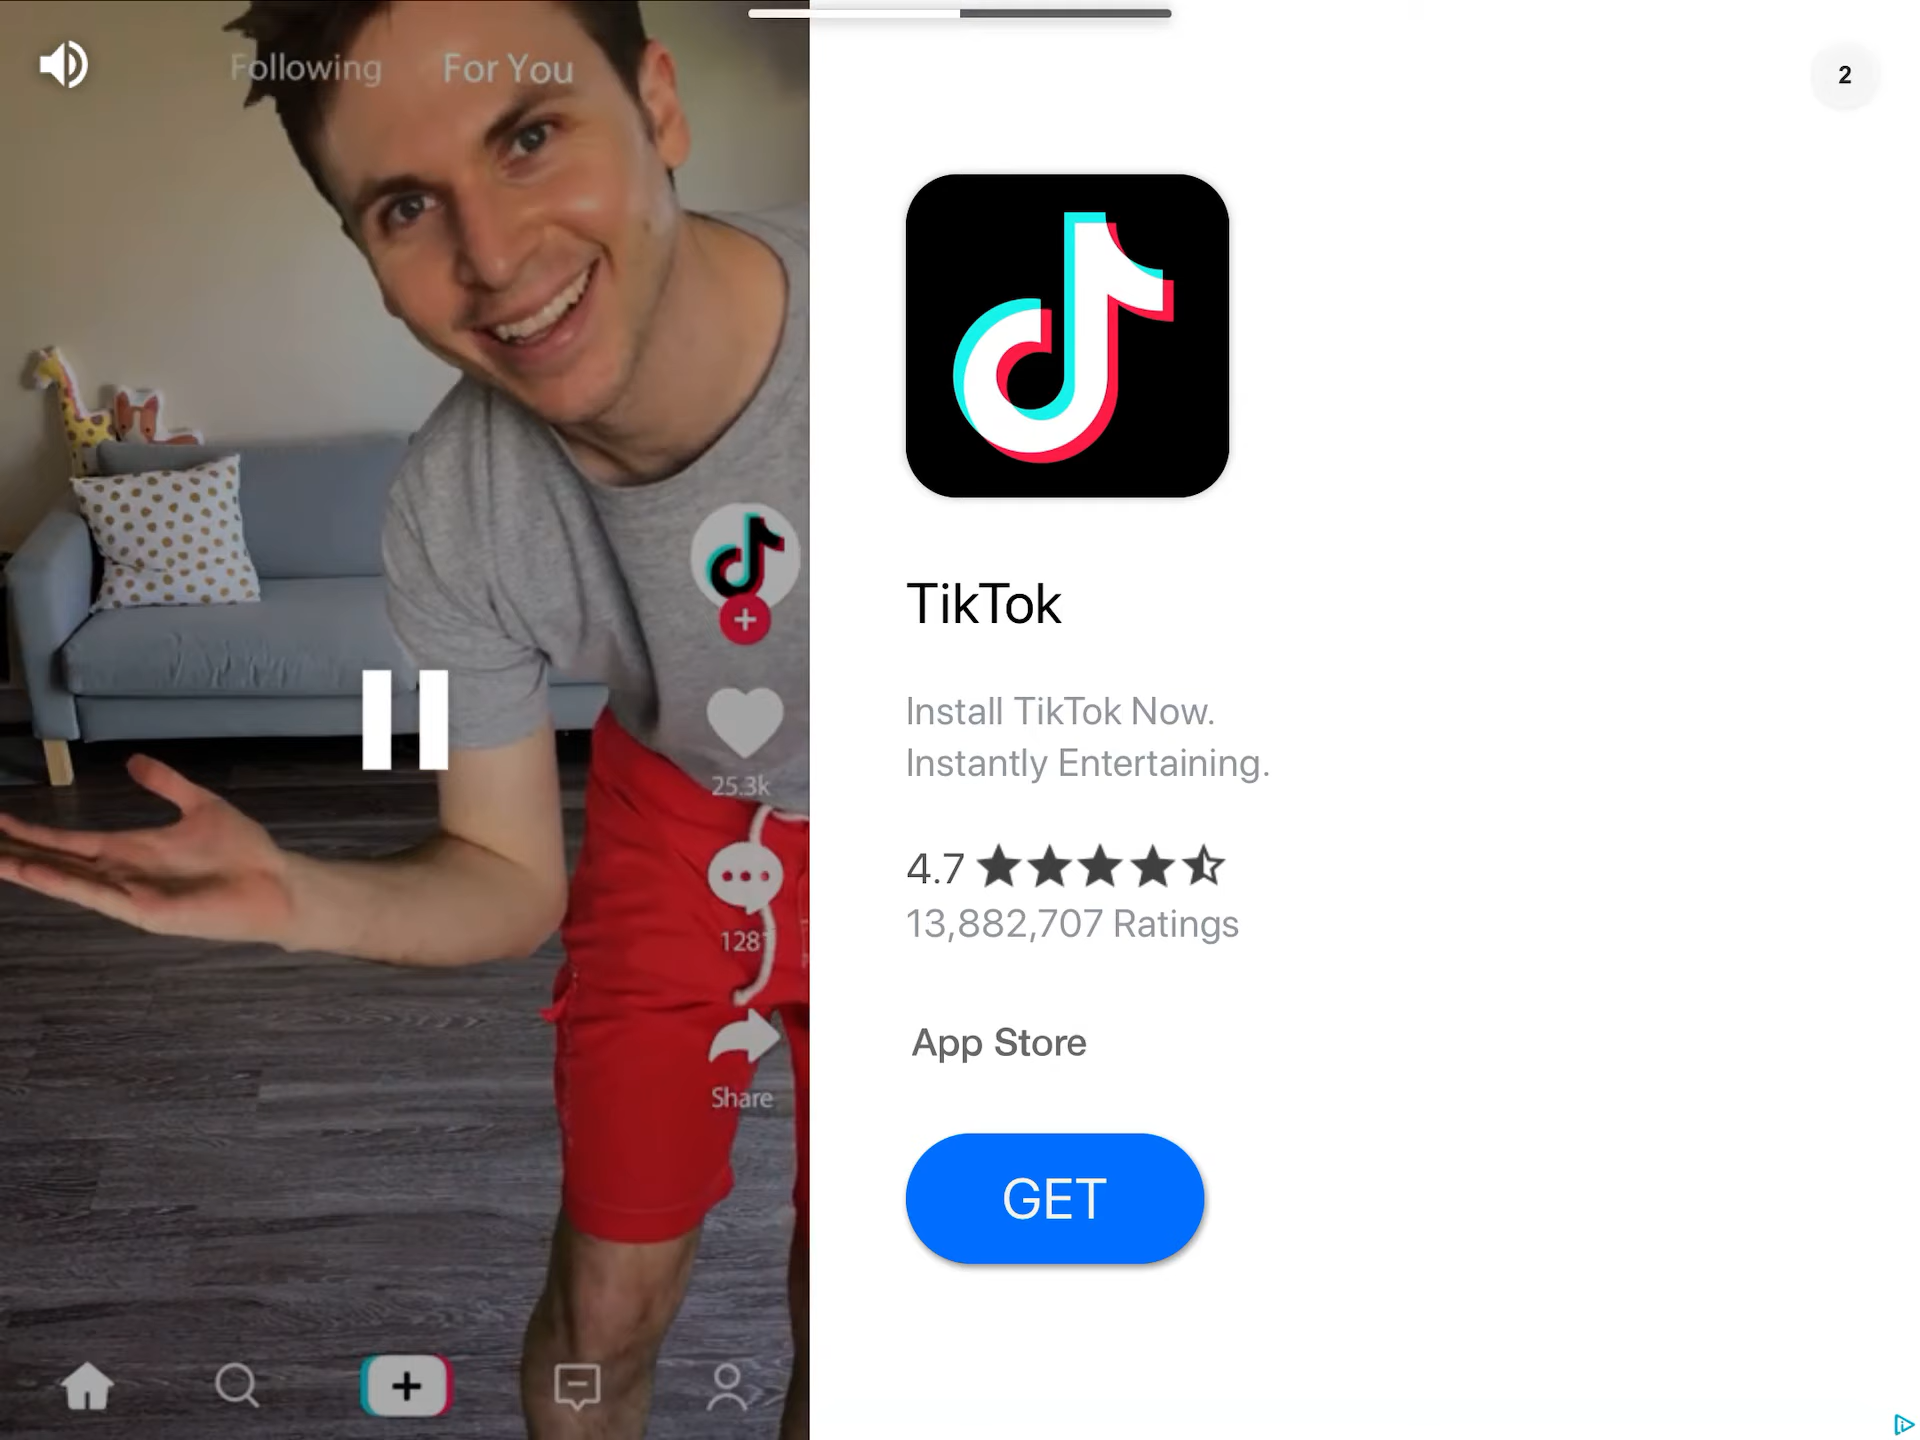 Following For You
2
TikTok
Install TikTok Now.
Instantly Entertaining.
4.7
13,882,707 Ratings
App Store
GET
25.3k
1281
Share